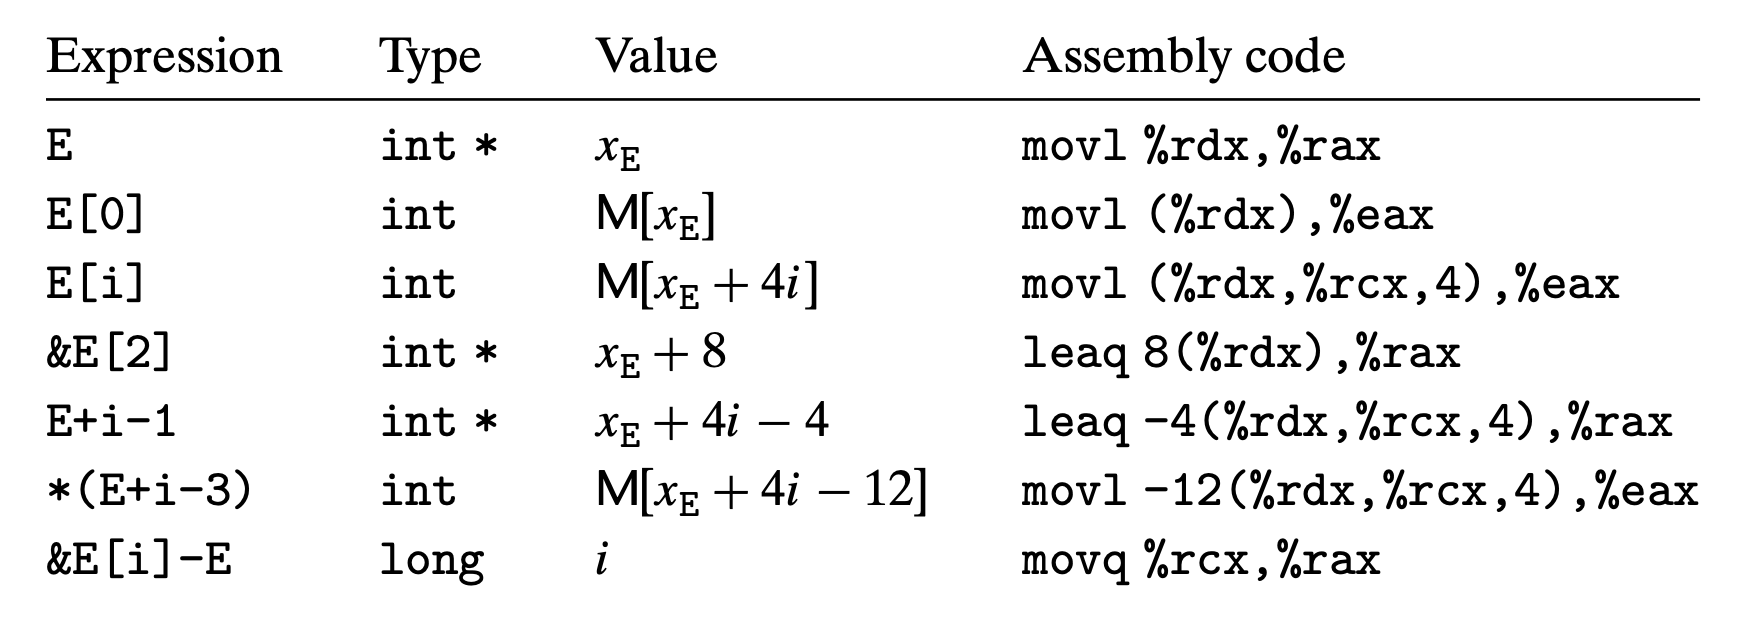 Expression Type Value Assembly code
E int * x_E movl %rdx,%rax
E[0] int M[x_E] movl (%rdx),%eax
E[i] int M[x_E + 4i] movl (%rdx,%rcx,4),%eax
&E[2] int * x_E + 8 leaq 8(%rdx),%rax
E+i-1 int * x_E + 4i − 4 leaq -4(%rdx,%rcx,4),%rax
*(E+i-3) int M[x_E + 4i − 12] movl -12(%rdx,%rcx,4),%eax
&E[i]-E long i movq %rcx,%rax